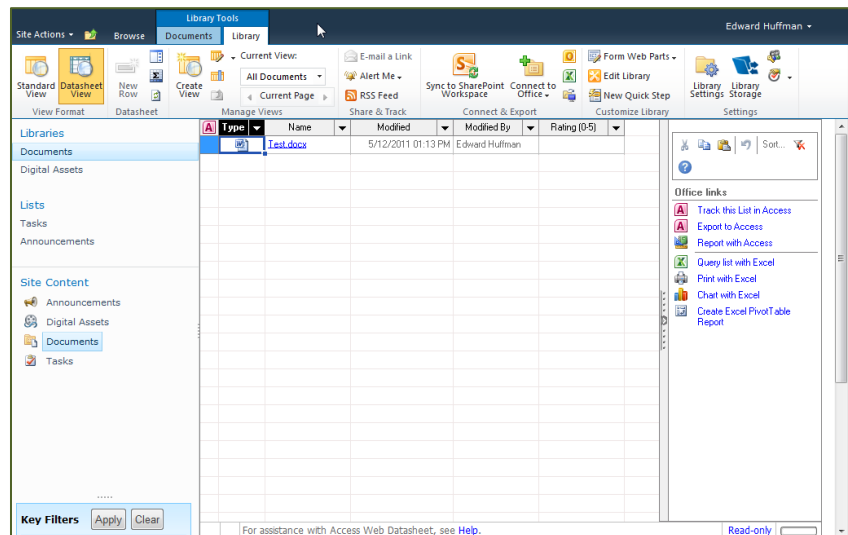 Library Tools
Site Actions
Browse
Documents
Library
Edward Huffman
Standard View
Datasheet View
View Format
New Row
Datasheet
Create View
Current View:
All Documents
Current Page
Manage Views
E-mail a Link
Alert Me
RSS Feed
Share & Track
Sync to SharePoint Workspace
Connect to Office
Connect & Export
Form Web Parts
Edit Library
New Quick Step
Customize Library
Library Settings
Library Storage
Settings
Libraries
Documents
Digital Assets
Lists
Tasks
Announcements
Site Content
Announcements
Digital Assets
Documents
Tasks
Key Filters
Apply
Clear
Type
Name
Modified
Modified By
Rating (0-5)
Test.docx
5/12/2011 01:13 PM
Edward Huffman
Sort...
Office links
Track this List in Access
Export to Access
Report with Access
Query list with Excel
Print with Excel
Chart with Excel
Create Excel PivotTable
Report
For assistance with Access Web Datasheet, see Help.
Read-only